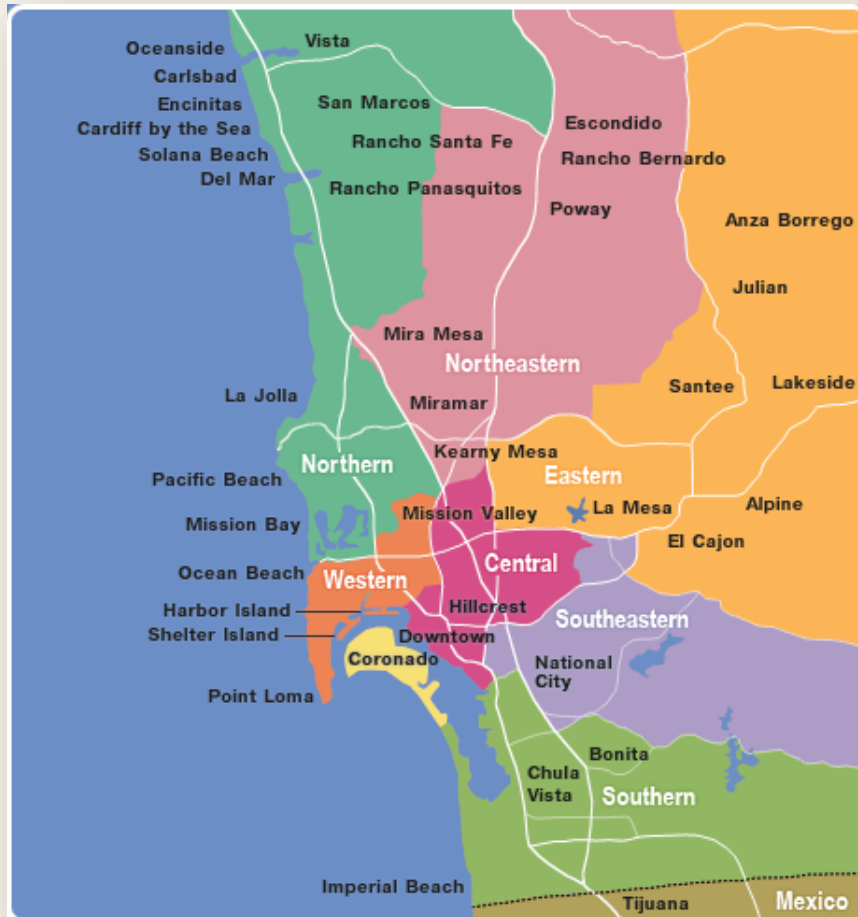 Oceanside
Vista
Carlsbad
Encinitas
San Marcos
Cardiff by the Sea
Escondido
Rancho Santa Fe
Solana Beach
Rancho Bernardo
Del Mar
Rancho Panasquitos
Poway
Anza Borrego
Julian
Mira Mesa
Northeastern
Santee
Lakeside
La Jolla
Miramar
Kearny Mesa
Northern
Eastern
Pacific Beach
Alpine
La Mesa
Mission Valley
Mission Bay
El Cajon
Central
Ocean Beach
Western
Harbor Island
Hillcrest
Southeastern
Shelter Island
Downtown
Coronado
National
City
Point Loma
Bonita
Chula
Vista
Southern
Imperial Beach
Tijuana
Mexico